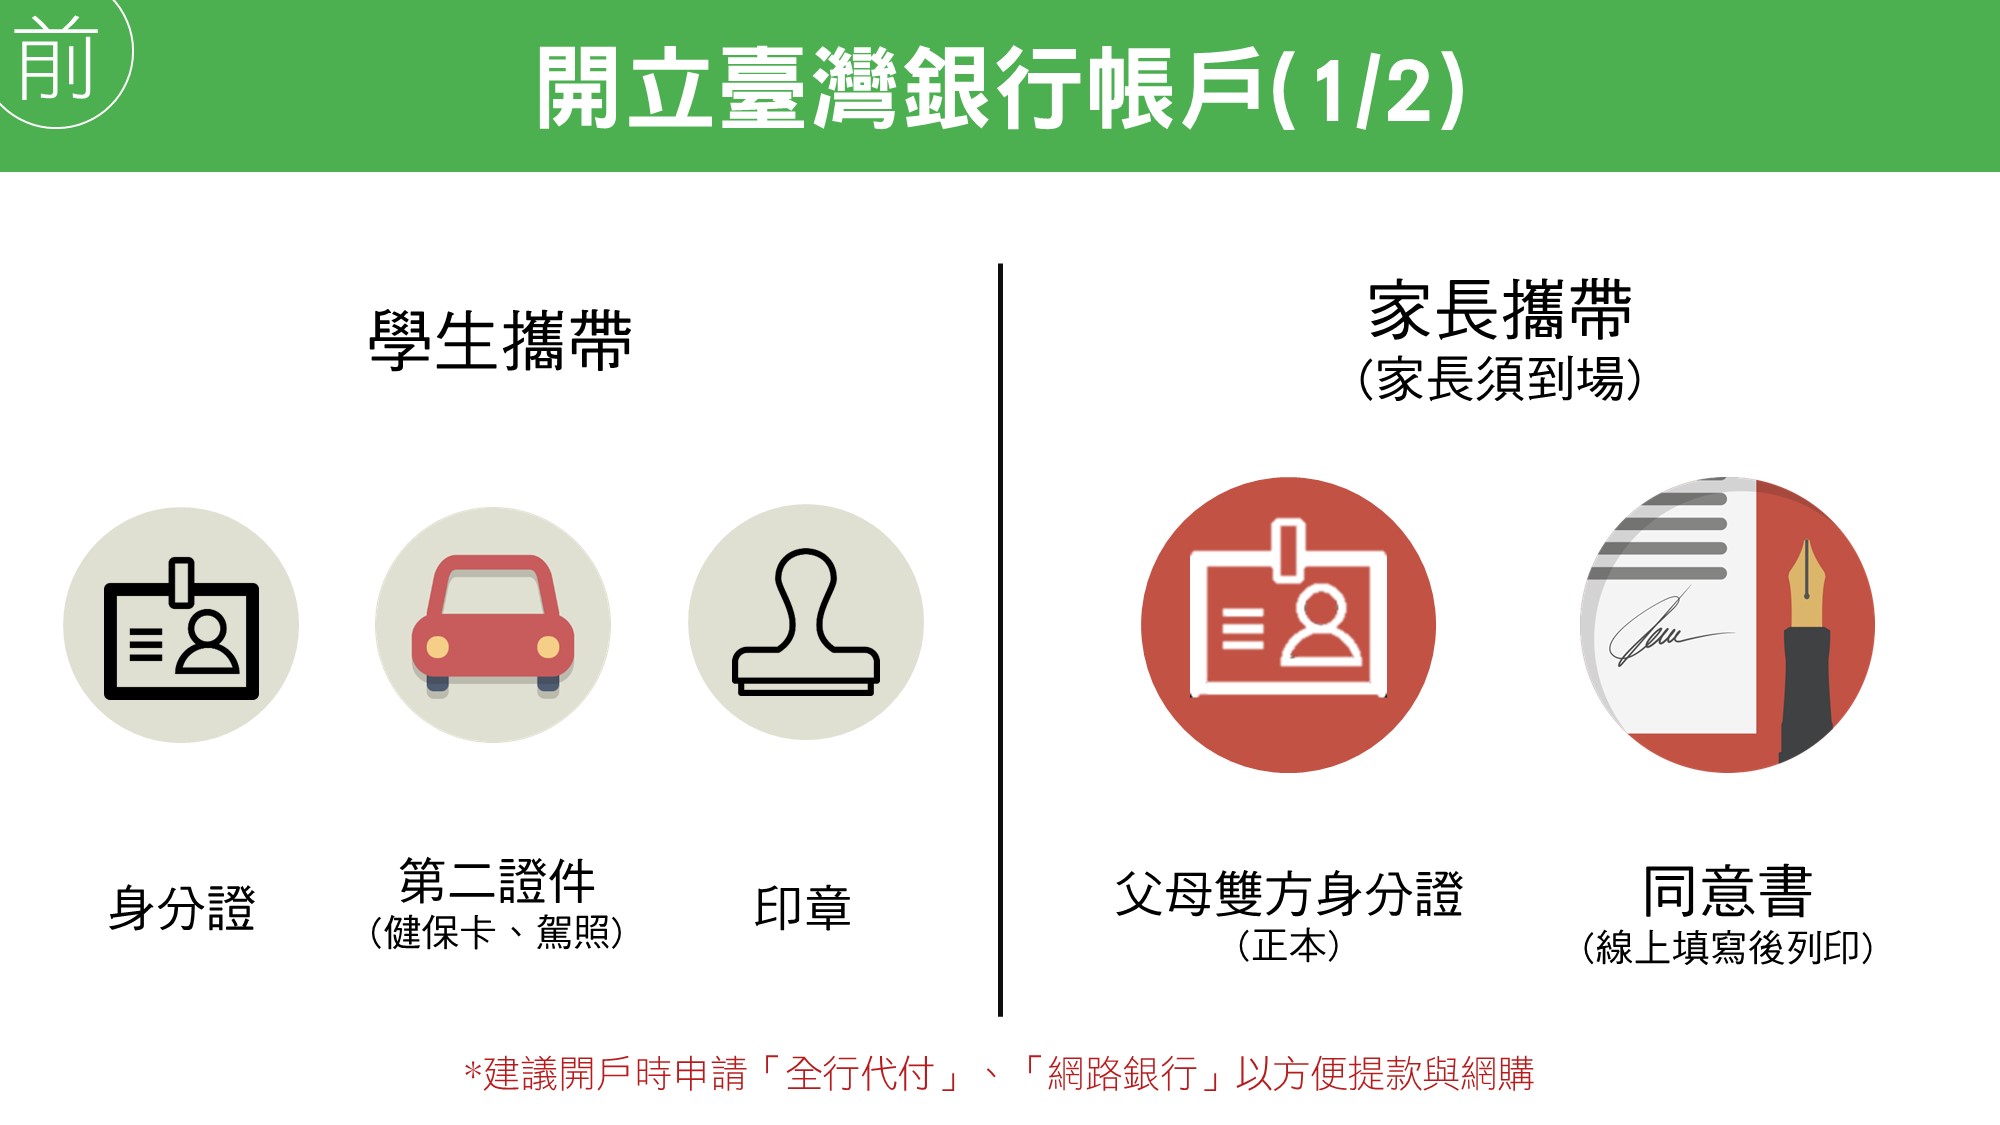 前
開立臺灣銀行帳戶(1/2)
學生攜帶
身分證
第二證件
（健保卡、駕照）
印章
家長攜帶
（家長須到場）
父母雙方身分證
（正本）
同意書
（線上填寫後列印）
*建議開戶時申請「全行代付」、「網路銀行」以方便提款與網購